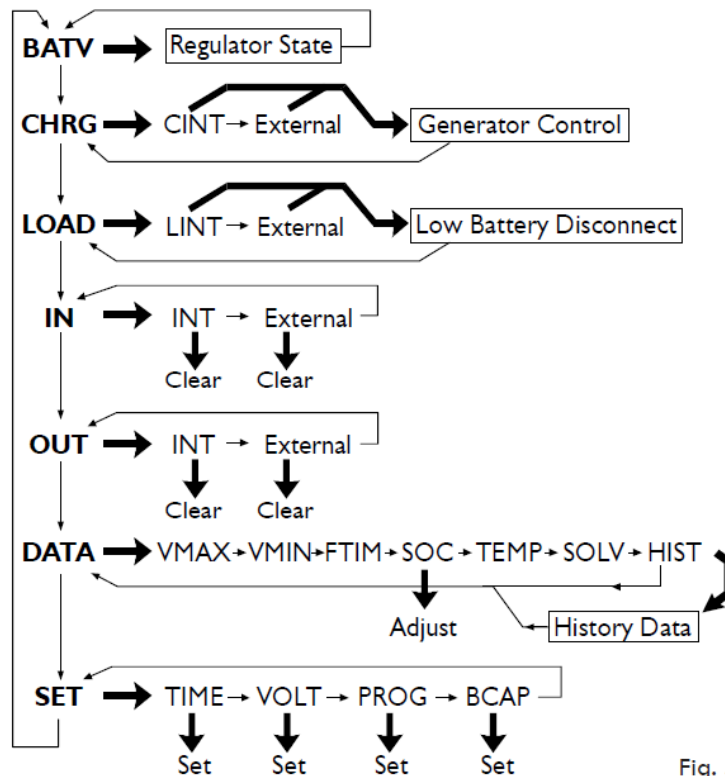 BATV Regulator State
CHRG CINT External Generator Control
LOAD LINT External Low Battery Disconnect
IN INT External
Clear Clear
OUT INT External
Clear Clear
DATA VMAX VMIN FTIM SOC TEMP SOLV HIST
Adjust History Data
SET TIME VOLT PROG BCAP
Set Set Set Set
Fig.